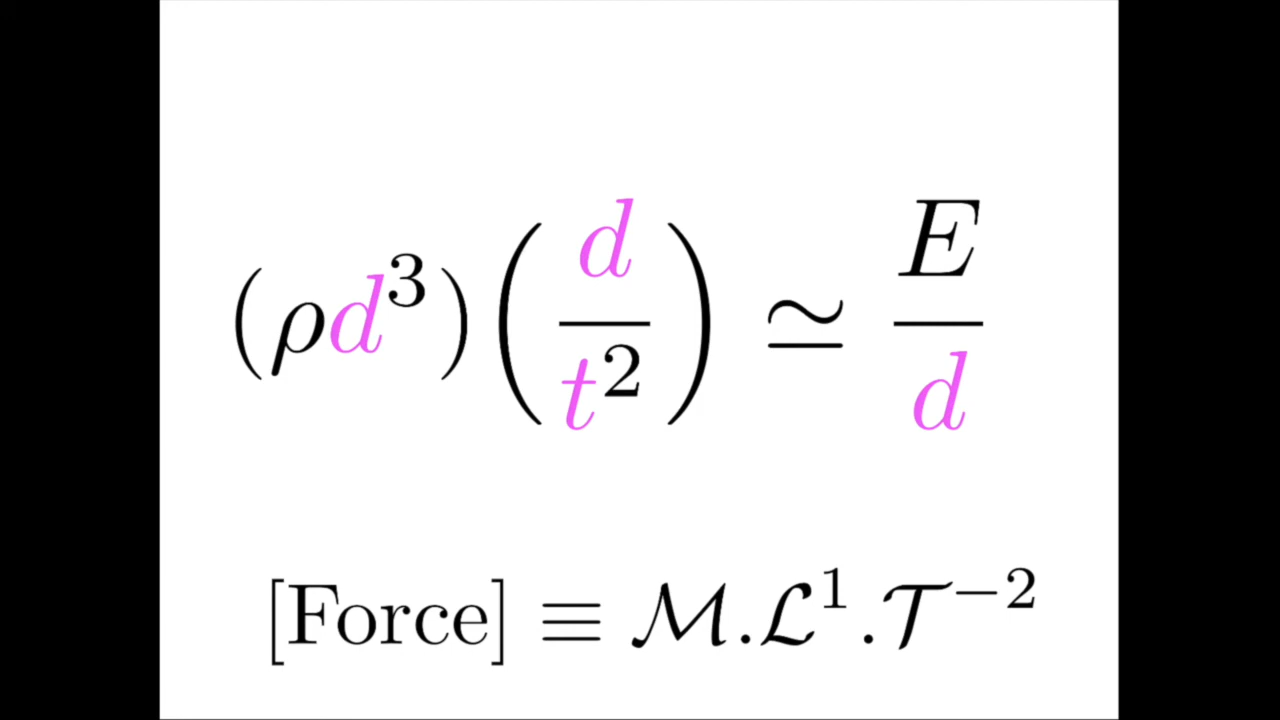 (ρd³)(d/t²) ≃ E/d
[Force] ≡ ℳ.ℒ¹.𝒯⁻²